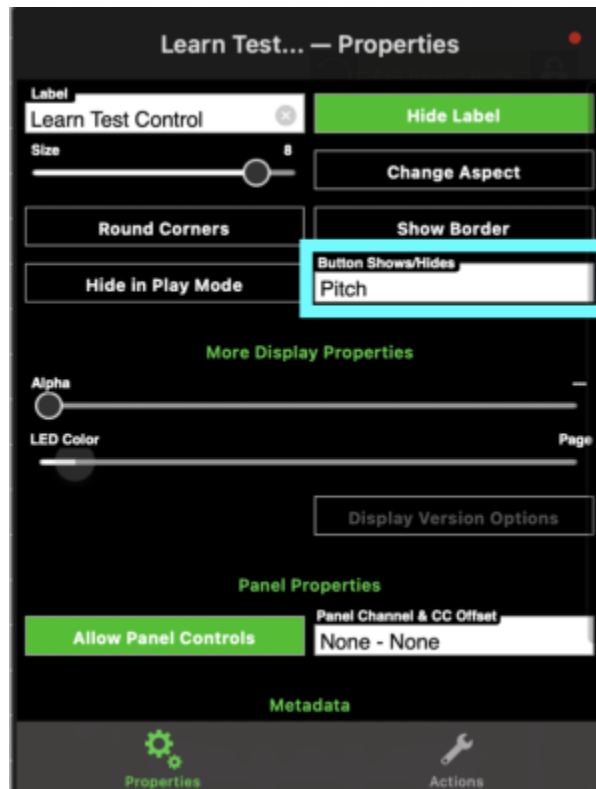 Learn Test... — Properties
Label
Learn Test Control
Hide Label
Size 8
Change Aspect
Round Corners
Show Border
Hide in Play Mode
Button Shows/Hides
Pitch
More Display Properties
Alpha —
LED Color Page
Display Version Options
Panel Properties
Allow Panel Controls
Panel Channel & CC Offset
None - None
Metadata
Properties
Actions